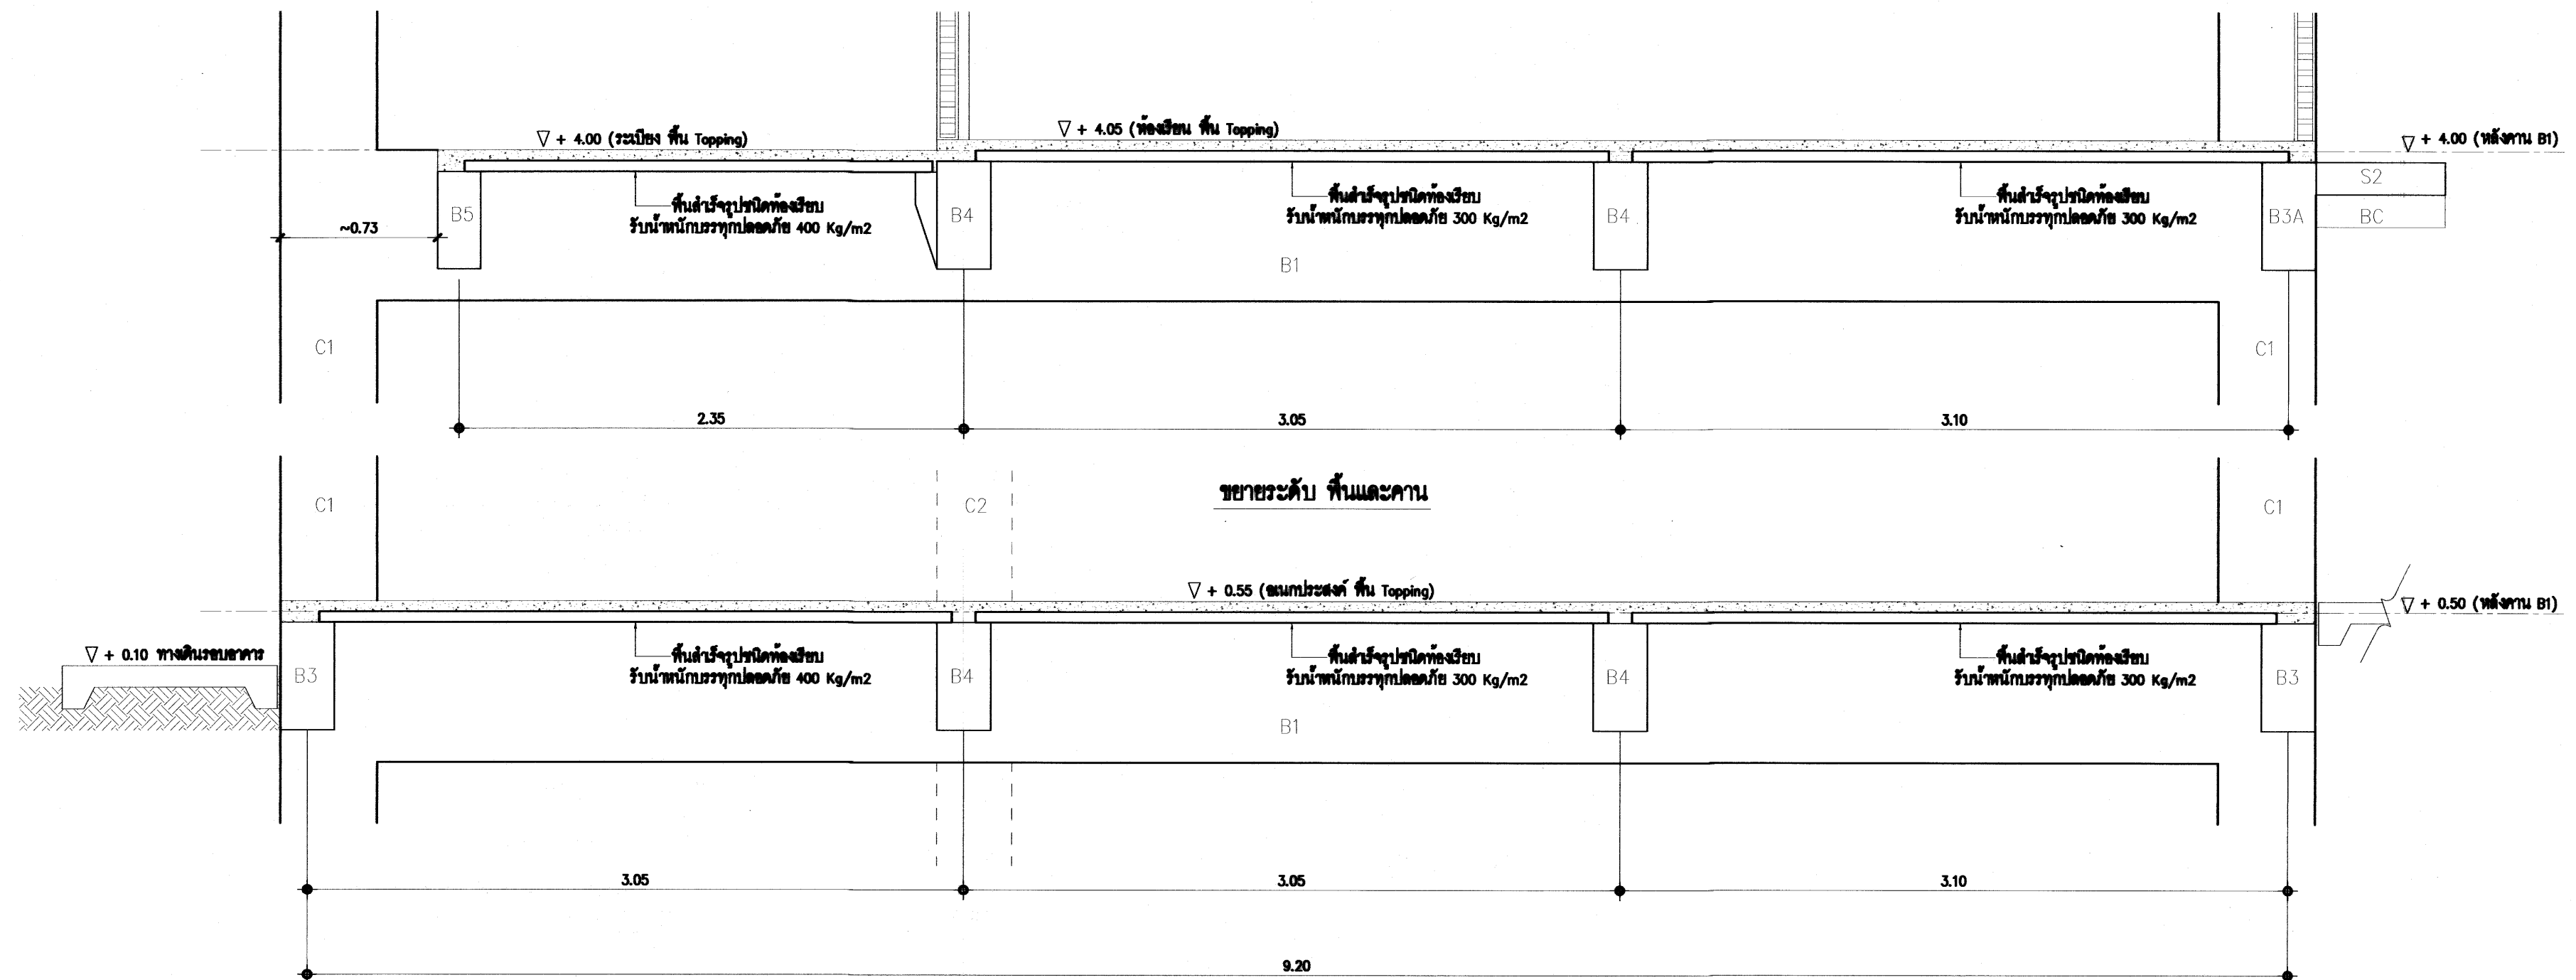 ▽ + 4.00 (ระเบียง พื้น Topping)
▽ + 4.05 (ห้องเรียน พื้น Topping)
▽ + 4.00 (หลังคาน B1)
S2
BC
B5
พื้นสำเร็จรูปชนิดท้องเรียบ
รับน้ำหนักบรรทุกปลอดภัย 400 Kg/m2
B4
พื้นสำเร็จรูปชนิดท้องเรียบ
รับน้ำหนักบรรทุกปลอดภัย 300 Kg/m2
B4
พื้นสำเร็จรูปชนิดท้องเรียบ
รับน้ำหนักบรรทุกปลอดภัย 300 Kg/m2
B3A
~0.73
B1
C1
C1
2.35
3.05
3.10
ขยายระดับ พื้นและคาน
C1
C2
C1
▽ + 0.55 (อเนกประสงค์ พื้น Topping)
▽ + 0.50 (หลังคาน B1)
▽ + 0.10 ทางเดินรอบอาคาร
B3
พื้นสำเร็จรูปชนิดท้องเรียบ
รับน้ำหนักบรรทุกปลอดภัย 400 Kg/m2
B4
พื้นสำเร็จรูปชนิดท้องเรียบ
รับน้ำหนักบรรทุกปลอดภัย 300 Kg/m2
B4
พื้นสำเร็จรูปชนิดท้องเรียบ
รับน้ำหนักบรรทุกปลอดภัย 300 Kg/m2
B3
B1
3.05
3.05
3.10
9.20